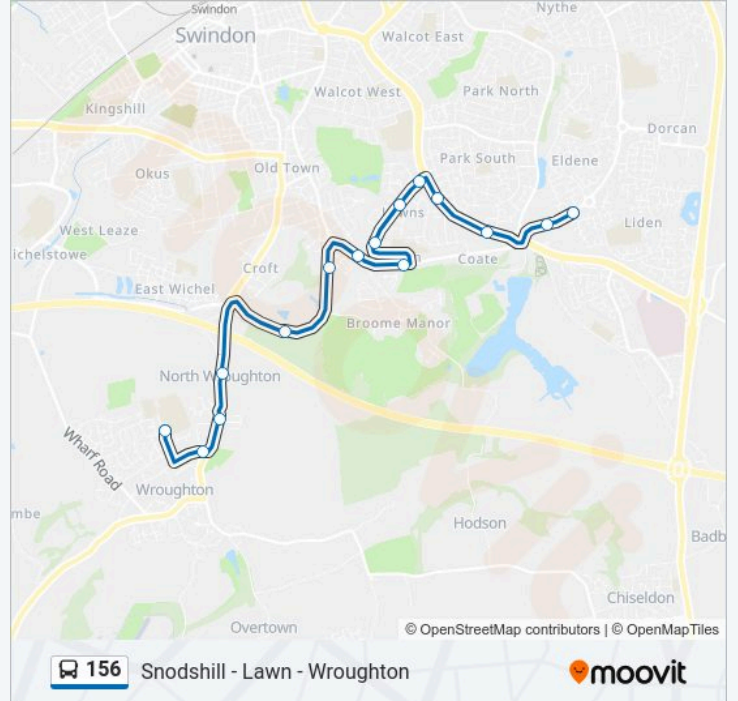 Nythe
Swindon
Swindon
Walcot East
Kingshill
Walcot West
Park North
Dorcan
Okus
Old Town
Park South
Eldene
Liden
West Leaze
ichelstowe
Croft
Coate
East Wichel
Broome Manor
North Wroughton
Wharf Road
Wroughton
mbe
Hodson
Badb
Chiseldon
Overtown
© OpenStreetMap contributors | © OpenMapTiles
156 Snodshill - Lawn - Wroughton
moovit